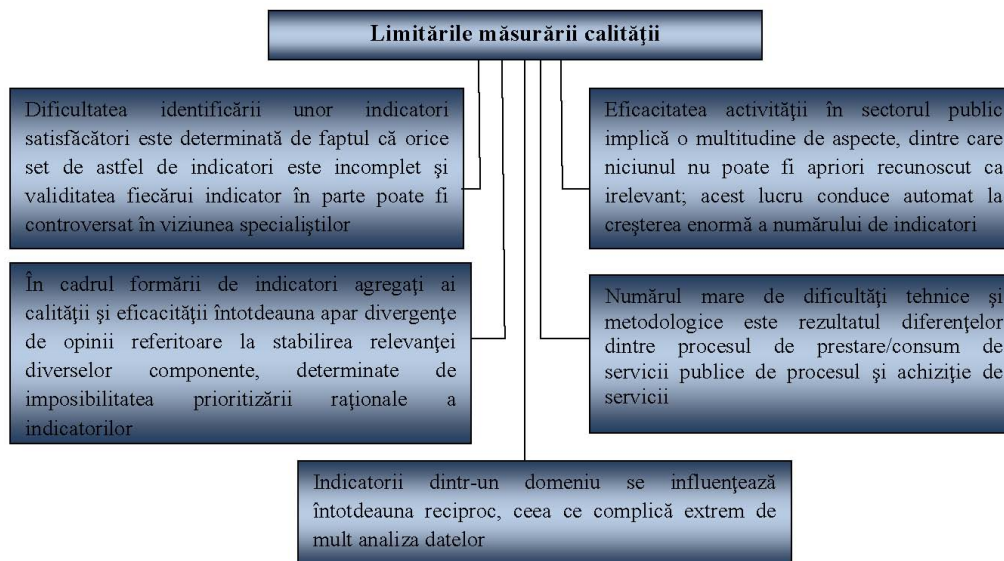 Limitările măsurării calităţii
Dificultatea identificării unor indicatori
satisfăcători este determinată de faptul că orice
set de astfel de indicatori este incomplet şi
validitatea fiecărui indicator în parte poate fi
controversat în viziunea specialiştilor
Eficacitatea activităţii în sectorul public
implică o multitudine de aspecte, dintre care
niciunul nu poate fi apriori recunoscut ca
irelevant; acest lucru conduce automat la
creşterea enormă a numărului de indicatori
În cadrul formării de indicatori agregaţi ai
calităţii şi eficacităţii întotdeauna apar divergenţe
de opinii referitoare la stabilirea relevanţei
diverselor componente, determinate de
imposibilitatea prioritizării raţionale a
indicatorilor
Numărul mare de dificultăţi tehnice şi
metodologice este rezultatul diferenţelor
dintre procesul de prestare/consum de
servicii publice de procesul şi achiziţie de
servicii
Indicatorii dintr-un domeniu se influenţează
întotdeauna reciproc, ceea ce complică extrem de
mult analiza datelor